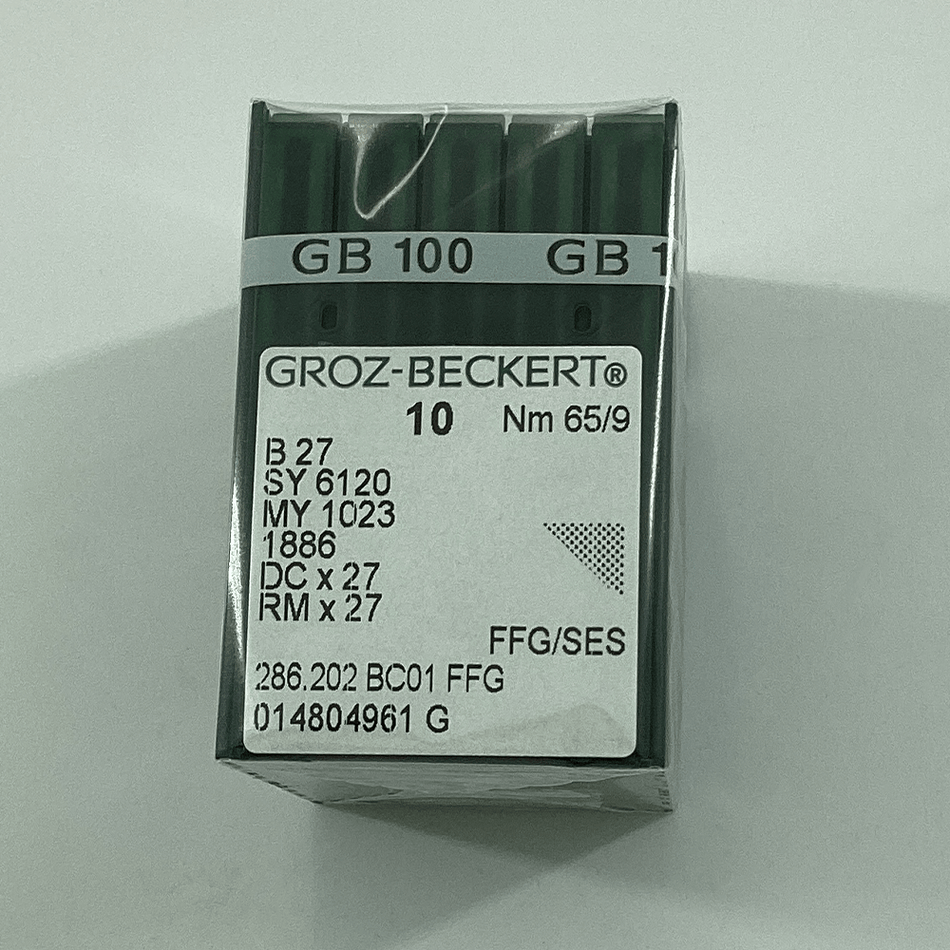 GB 100 GB 1
GROZ-BECKERT®
10 Nm 65/9
B 27
SY 6120
MY 1023
1886
DC x 27
RM x 27
FFG/SES
286.202 BC01 FFG
014804961 G